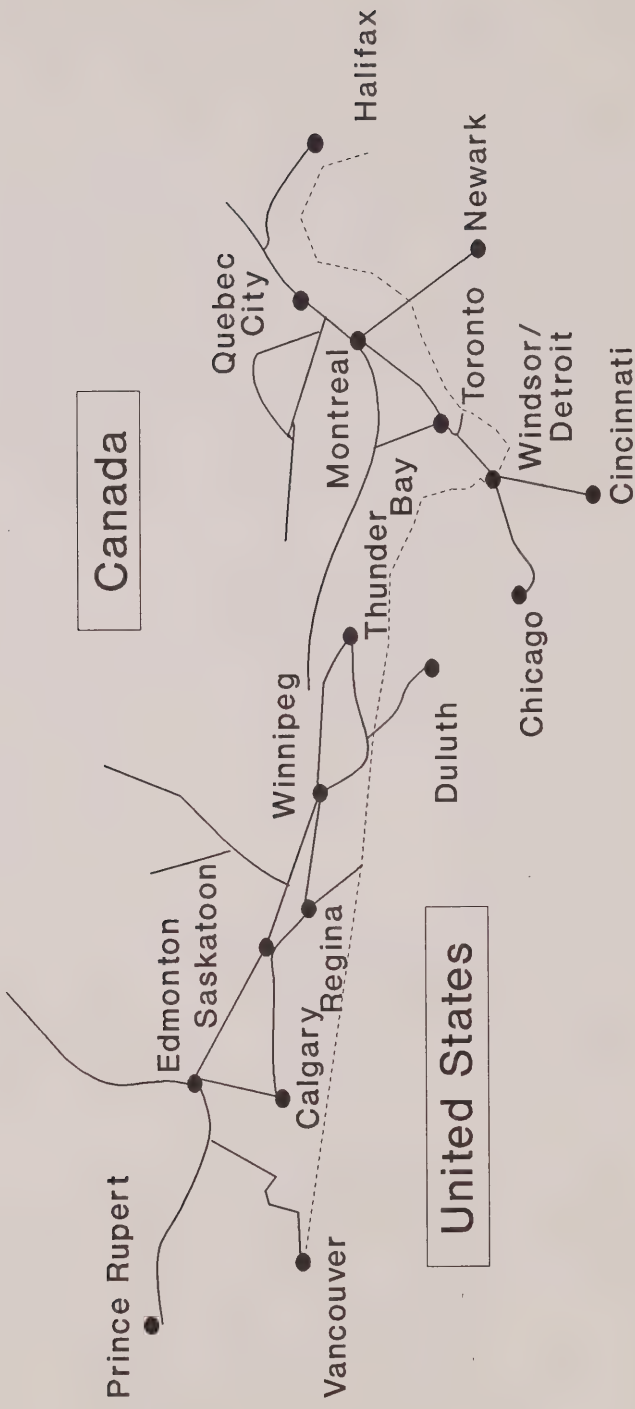 Canada
Prince Rupert
Edmonton
Saskatoon
Winnipeg
Quebec
City
Halifax
Vancouver
Calgary
Regina
Thunder
Bay
Montreal
Toronto
Newark
Duluth
Windsor/
Detroit
Chicago
Cincinnati
United States